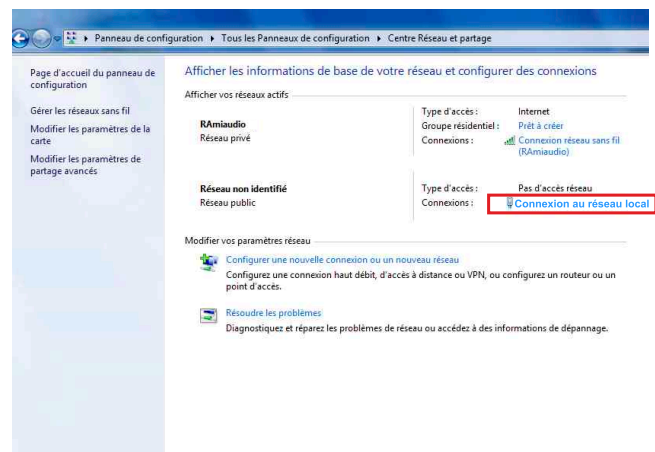 Panneau de configuration ▸ Tous les Panneaux de configuration ▸ Centre Réseau et partage
Page d'accueil du panneau de
configuration
Gérer les réseaux sans fil
Modifier les paramètres de la
carte
Modifier les paramètres de
partage avancés
Afficher les informations de base de votre réseau et configurer des connexions
Afficher vos réseaux actifs
RAmiaudio
Réseau privé
Type d'accès : Internet
Groupe résidentiel : Prêt à créer
Connexions : Connexion réseau sans fil
(RAmiaudio)
Réseau non identifié
Réseau public
Type d'accès : Pas d'accès réseau
Connexions : Connexion au réseau local
Modifier vos paramètres réseau
Configurer une nouvelle connexion ou un nouveau réseau
Configurez une connexion haut débit, d'accès à distance ou VPN, ou configurez un routeur ou un
point d'accès.
Résoudre les problèmes
Diagnostiquez et réparez les problèmes de réseau ou accédez à des informations de dépannage.